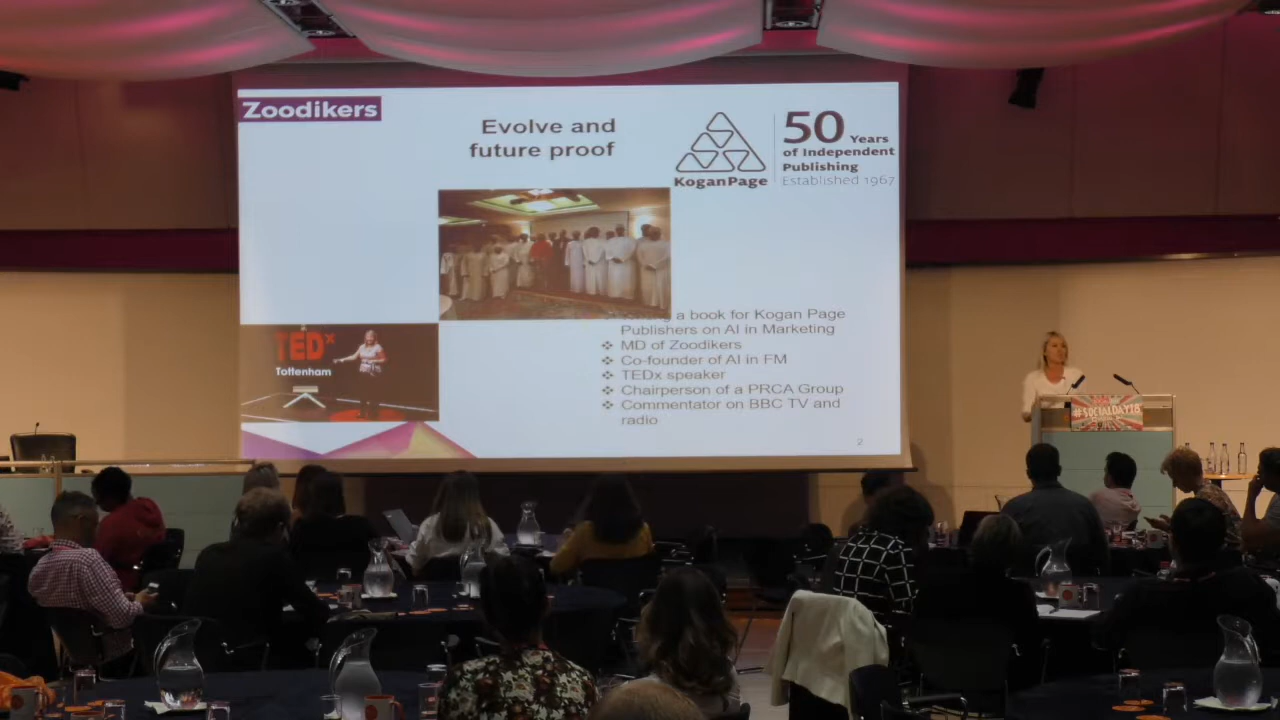 Zoodikers
Evolve and
future proof
KoganPage
50 Years
of Independent
Publishing
Established 1967
a book for Kogan Page
Publishers on AI in Marketing
❖ MD of Zoodikers
❖ Co-founder of AI in FM
❖ TEDx speaker
❖ Chairperson of a PRCA Group
❖ Commentator on BBC TV and
radio
TEDx
Tottenham
2
#SOCIALDAY18